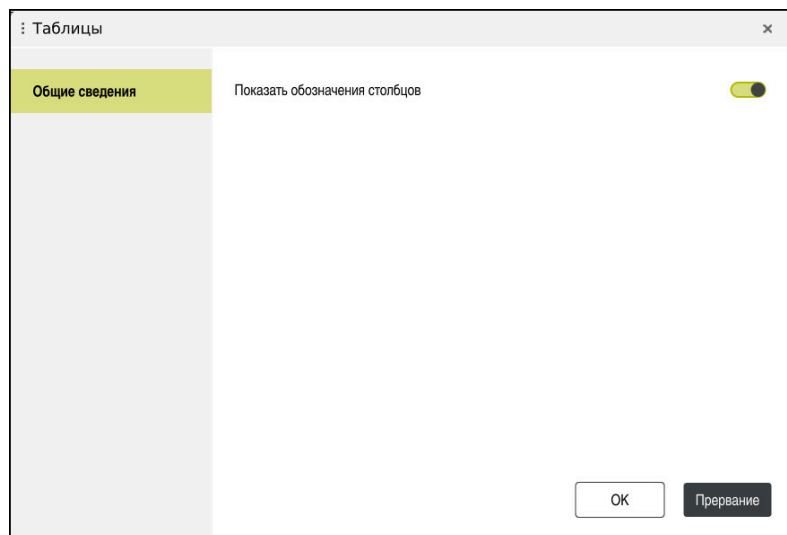 Таблицы
Общие сведения
Показать обозначения столбцов
OK
Прервание